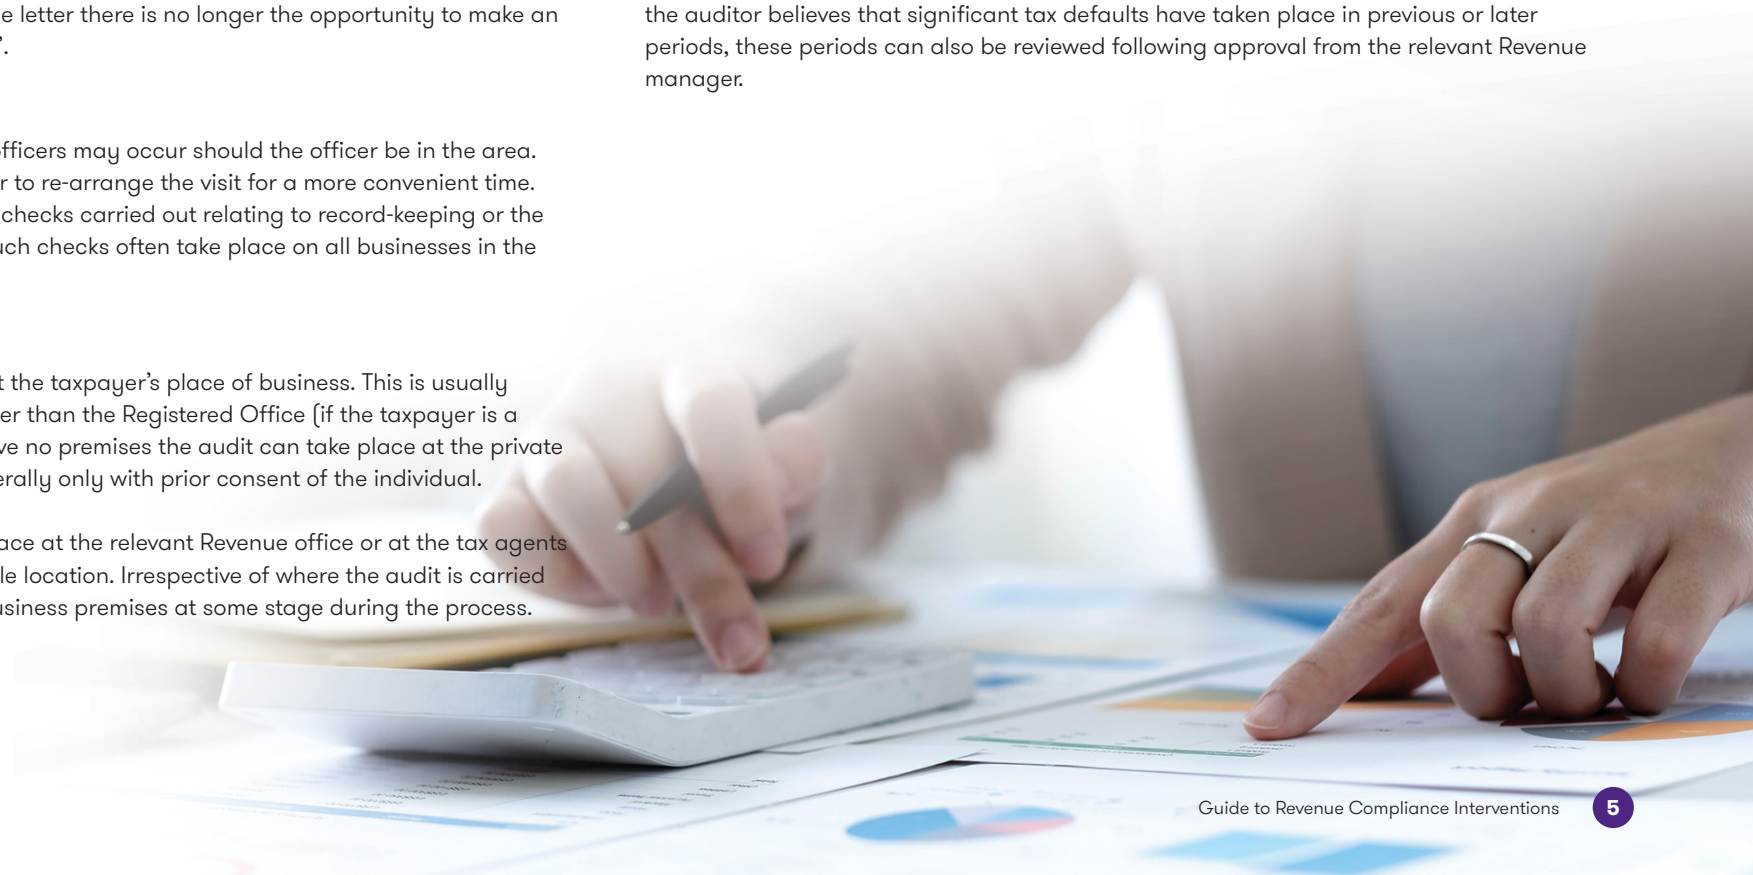 e letter there is no longer the opportunity to make an
’.
fficers may occur should the officer be in the area.
r to re-arrange the visit for a more convenient time.
checks carried out relating to record-keeping or the
uch checks often take place on all businesses in the
t the taxpayer’s place of business. This is usually
er than the Registered Office (if the taxpayer is a
ve no premises the audit can take place at the private
erally only with prior consent of the individual.
ace at the relevant Revenue office or at the tax agents
le location. Irrespective of where the audit is carried
usiness premises at some stage during the process.
the auditor believes that significant tax defaults have taken place in previous or later
periods, these periods can also be reviewed following approval from the relevant Revenue
manager.
Guide to Revenue Compliance Interventions 5